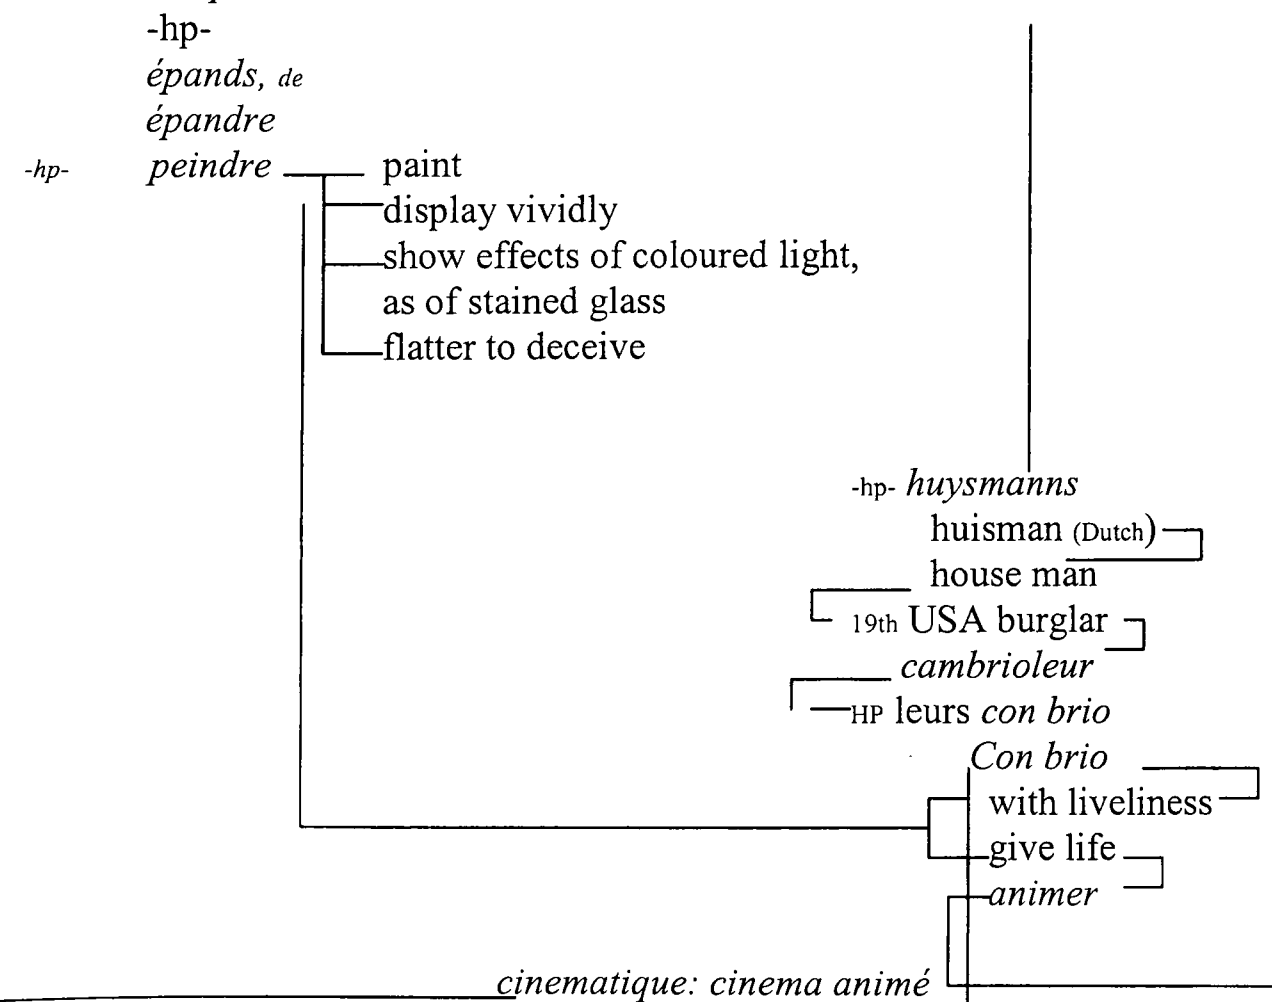 -hp-
épands, de
épandre
-hp- peindre paint
display vividly
show effects of coloured light,
as of stained glass
flatter to deceive
-hp- huysmanns
huisman (Dutch)
house man
19th USA burglar
cambrioleur
HP leurs con brio
Con brio
with liveliness
give life
animer
cinematique: cinema animé